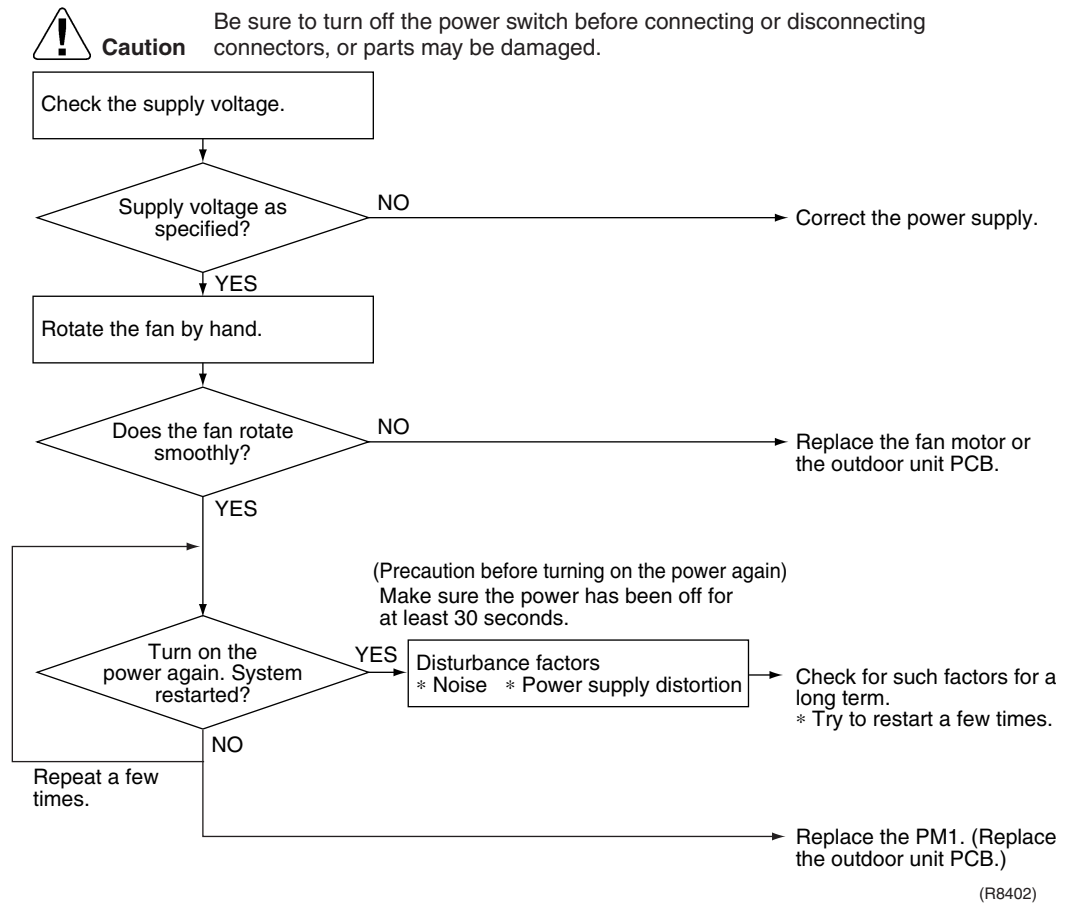 Be sure to turn off the power switch before connecting or disconnecting
Caution connectors, or parts may be damaged.
Check the supply voltage.
Supply voltage as
specified?
NO
Correct the power supply.
YES
Rotate the fan by hand.
Does the fan rotate
smoothly?
NO
Replace the fan motor or
the outdoor unit PCB.
YES
(Precaution before turning on the power again)
Make sure the power has been off for
at least 30 seconds.
Turn on the
power again. System
restarted?
YES
Disturbance factors
∗ Noise ∗ Power supply distortion
Check for such factors for a
long term.
∗ Try to restart a few times.
NO
Repeat a few
times.
Replace the PM1. (Replace
the outdoor unit PCB.)
(R8402)